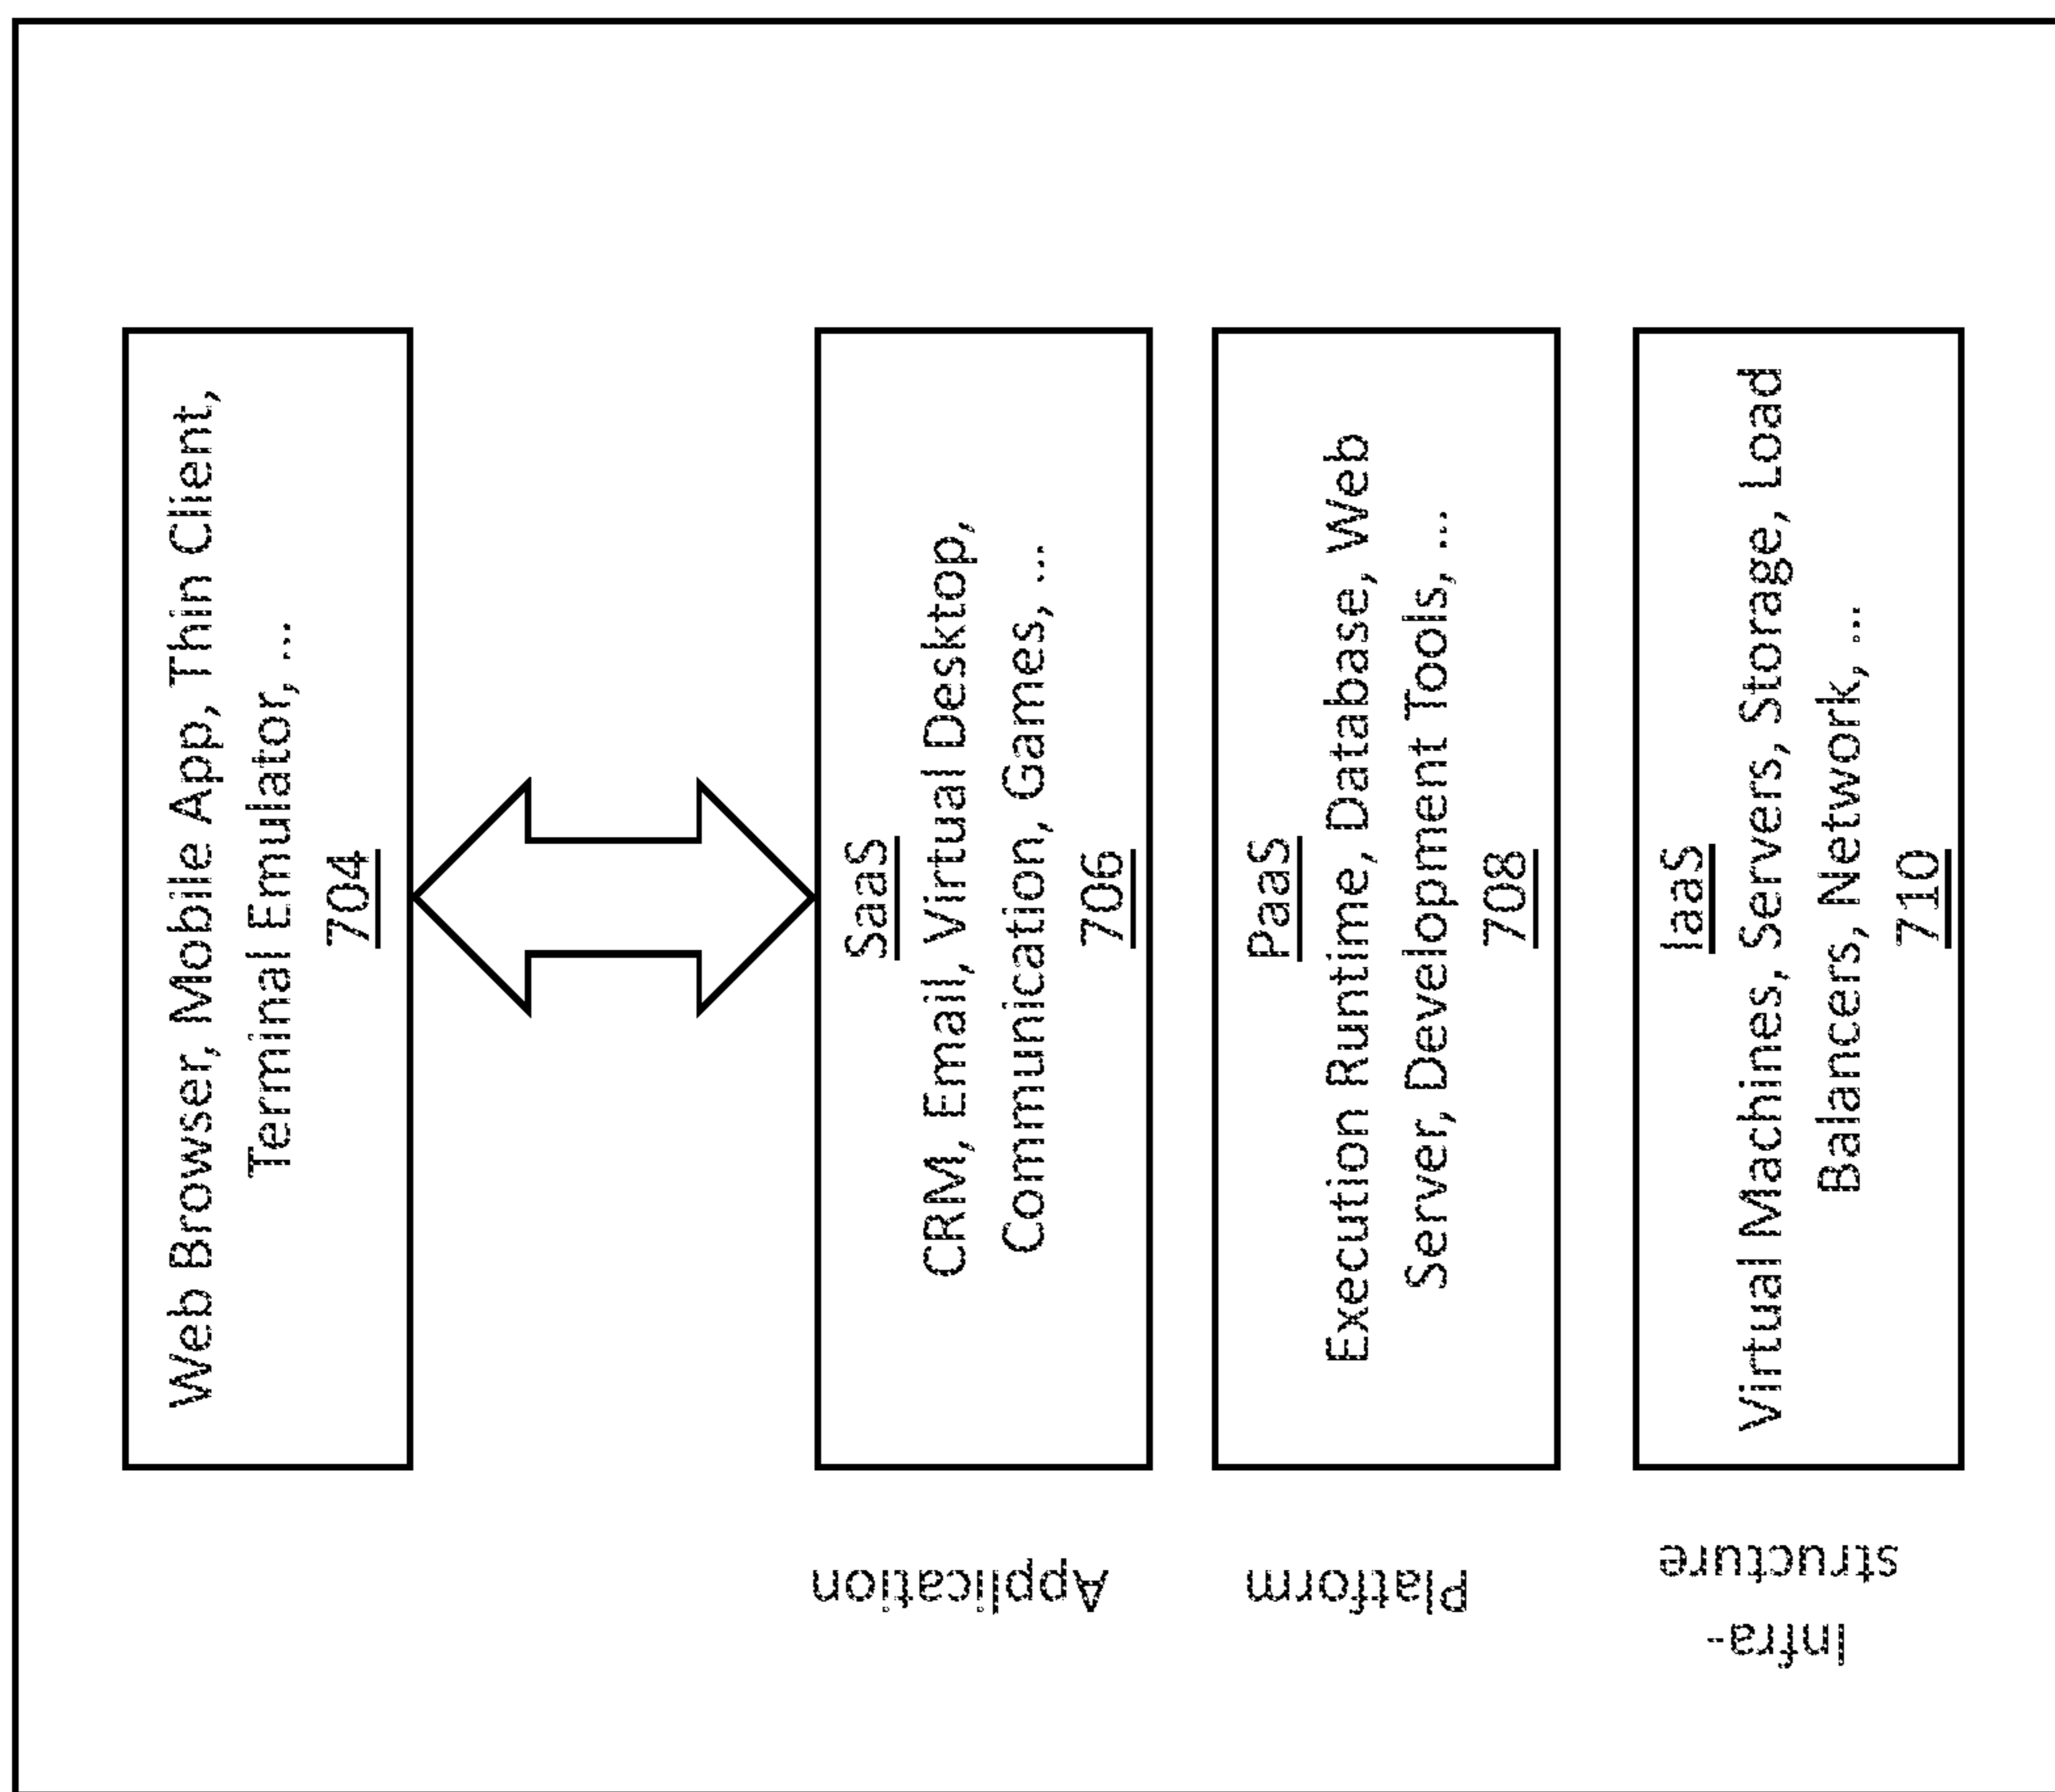 Web Browser, Mobile App, Thin Client,
Terminal Emulator, ...
704
Application
SaaS
CRM, Email, Virtual Desktop,
Communication, Games, ...
706
Platform
PaaS
Execution Runtime, Database, Web
Server, Development Tools, ...
708
Infra-
structure
IaaS
Virtual Machines, Servers, Storage, Load
Balancers, Network, ...
710